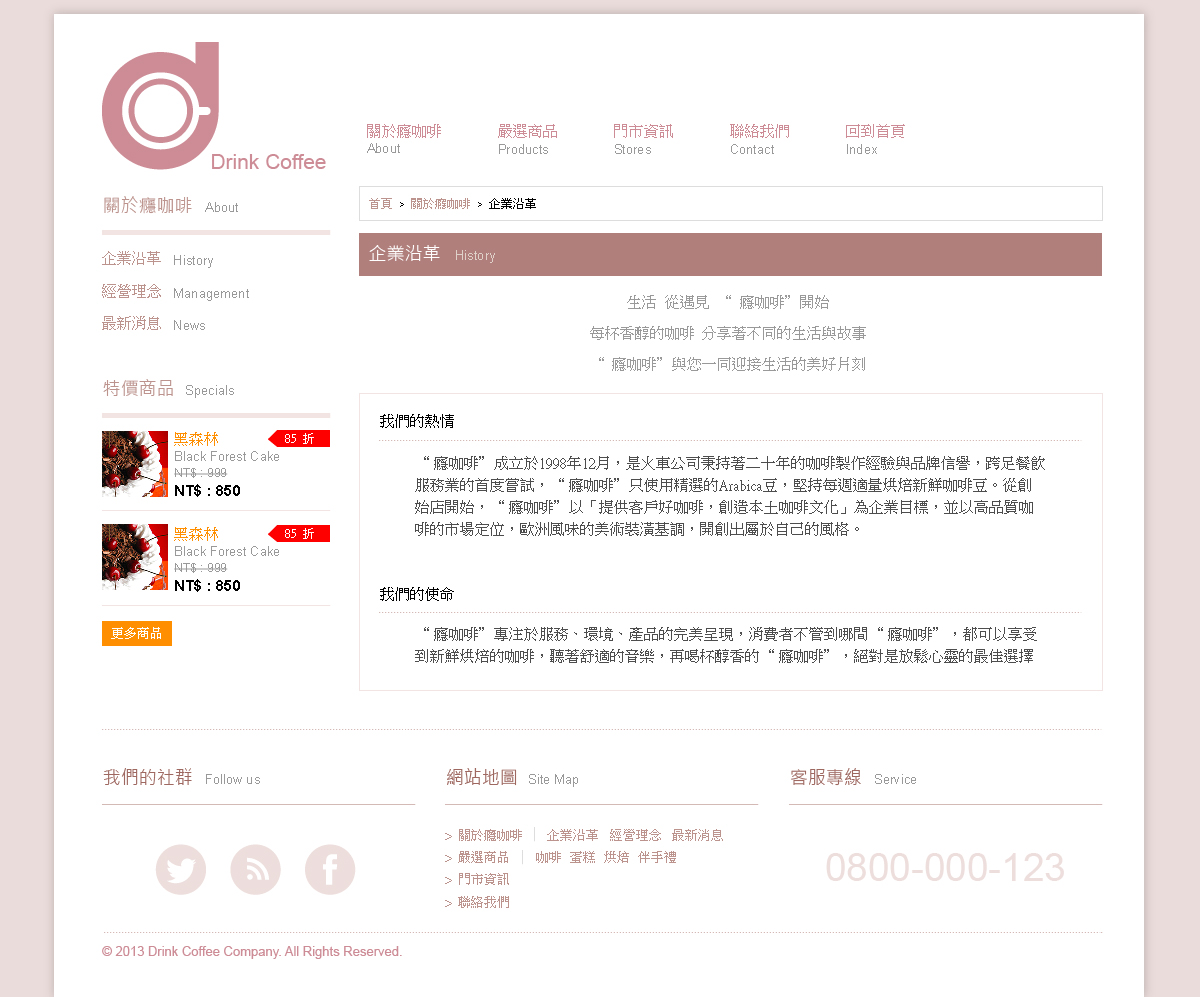 Drink Coffee
關於癮咖啡
About
嚴選商品
Products
門市資訊
Stores
聯絡我們
Contact
回到首頁
Index
關於癮咖啡 About
企業沿革 History
經營理念 Management
最新消息 News
特價商品 Specials
黑森林 85 折
Black Forest Cake
NT$ : 999
NT$ : 850
黑森林 85 折
Black Forest Cake
NT$ : 999
NT$ : 850
更多商品
首頁 > 關於癮咖啡 > 企業沿革
企業沿革 History
生活 從遇見 “ 癮咖啡” 開始
每杯香醇的咖啡 分享著不同的生活與故事
“ 癮咖啡” 與您一同迎接生活的美好片刻
我們的熱情
“ 癮咖啡” 成立於1998年12月，是火車公司秉持著二十年的咖啡製作經驗與品牌信譽，跨足餐飲
服務業的首度嘗試， “ 癮咖啡” 只使用精選的Arabica豆，堅持每週適量烘焙新鮮咖啡豆。從創
始店開始， “ 癮咖啡” 以「提供客戶好咖啡，創造本土咖啡文化」為企業目標，並以高品質咖
啡的市場定位，歐洲風味的美術裝潢基調，開創出屬於自己的風格。
我們的使命
“ 癮咖啡” 專注於服務、環境、產品的完美呈現，消費者不管到哪間 “ 癮咖啡” ，都可以享受
到新鮮烘焙的咖啡，聽著舒適的音樂，再喝杯醇香的 “ 癮咖啡” ，絕對是放鬆心靈的最佳選擇
我們的社群 Follow us
網站地圖 Site Map
> 關於癮咖啡 | 企業沿革 經營理念 最新消息
> 嚴選商品 | 咖啡 蛋糕 烘焙 伴手禮
> 門市資訊
> 聯絡我們
客服專線 Service
0800-000-123
© 2013 Drink Coffee Company. All Rights Reserved.